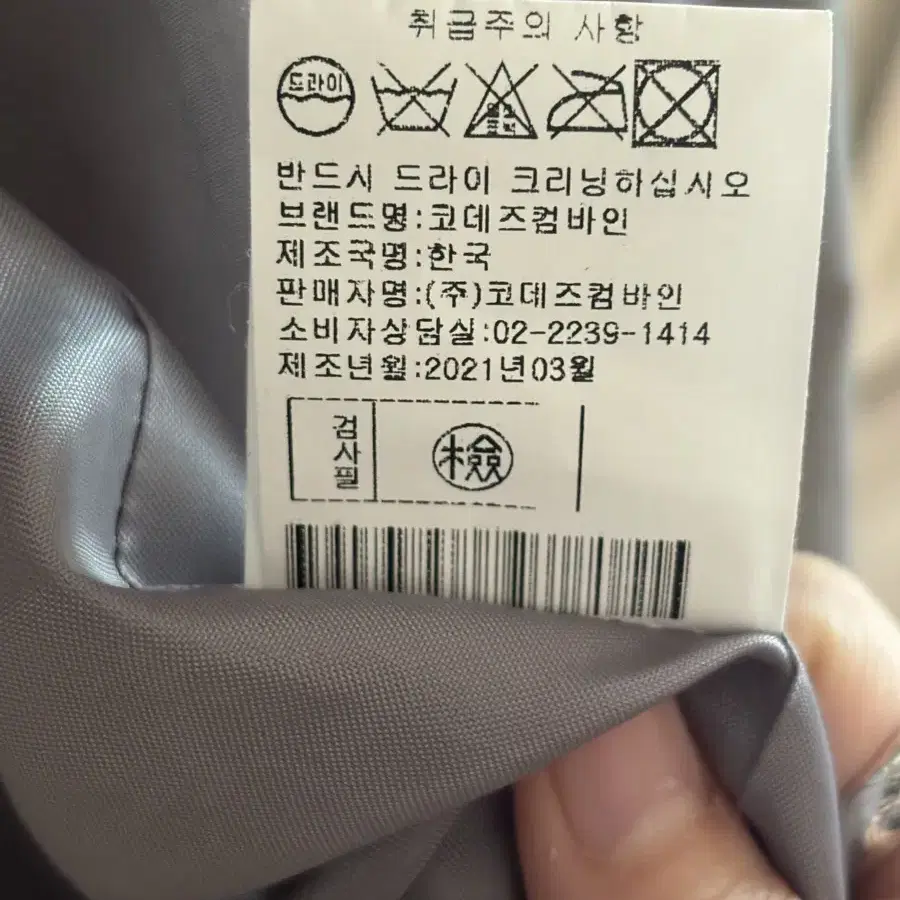 취급주의 사항
드라이
반드시 드라이 크리닝하십시오
브랜드명:코데즈컴바인
제조국명:한국
판매자명:(주)코데즈컴바인
소비자상담실:02-2239-1414
제조년월:2021년03월
검사필
檢